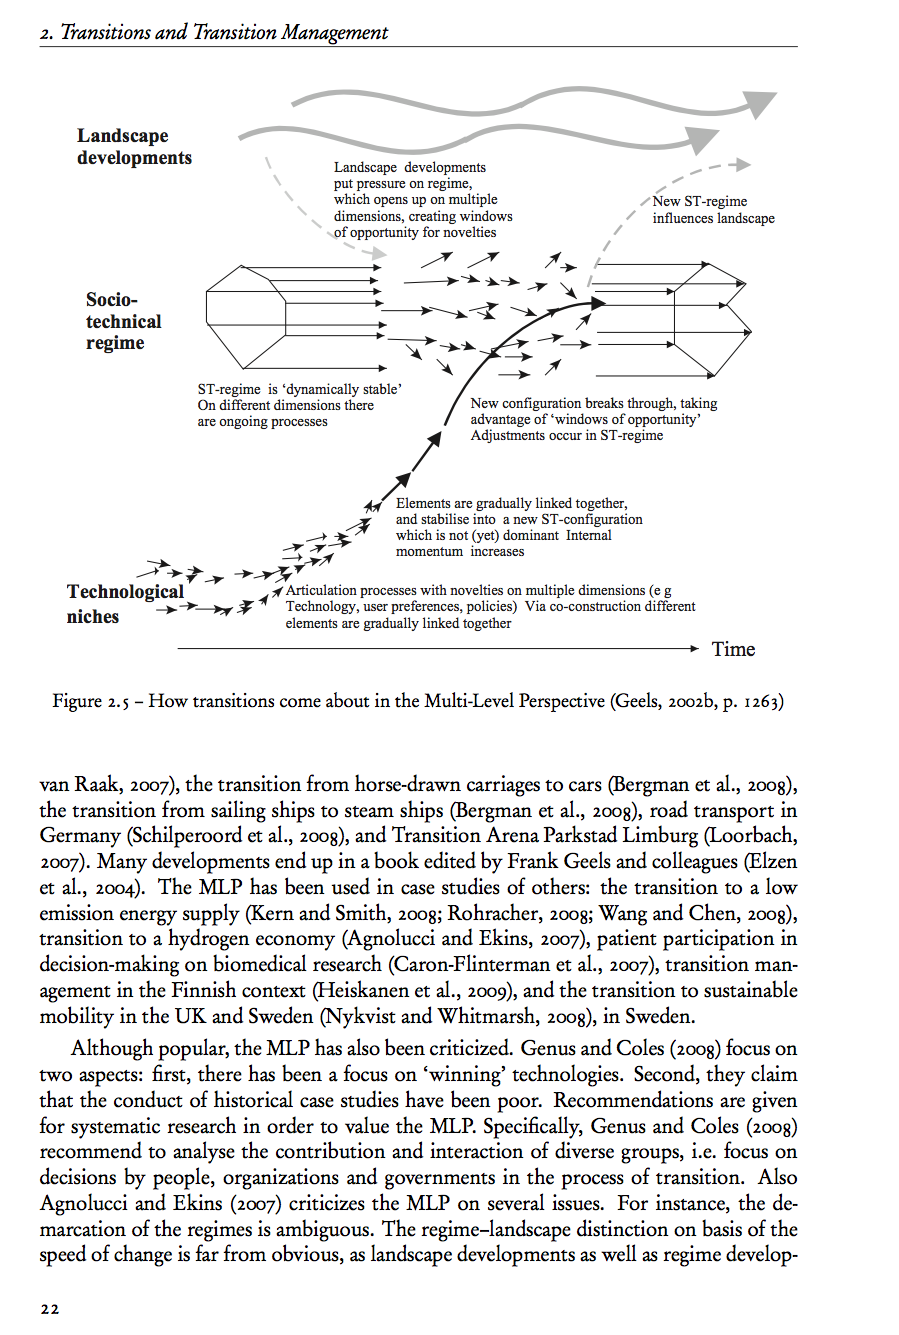 2. Transitions and Transition Management
Landscape
developments
Landscape developments
put pressure on regime,
which opens up on multiple
dimensions, creating windows
of opportunity for novelties
New ST-regime
influences landscape
Socio-
technical
regime
ST-regime is ‘dynamically stable’
On different dimensions there
are ongoing processes
New configuration breaks through, taking
advantage of ‘windows of opportunity’
Adjustments occur in ST-regime
Elements are gradually linked together,
and stabilise into a new ST-configuration
which is not (yet) dominant Internal
momentum increases
Technological
niches
Articulation processes with novelties on multiple dimensions (e g
Technology, user preferences, policies) Via co-construction different
elements are gradually linked together
Time
Figure 2.5 – How transitions come about in the Multi-Level Perspective (Geels, 2002b, p. 1263)
van Raak, 2007), the transition from horse-drawn carriages to cars (Bergman et al., 2008),
the transition from sailing ships to steam ships (Bergman et al., 2008), road transport in
Germany (Schilperoord et al., 2008), and Transition Arena Parkstad Limburg (Loorbach,
2007). Many developments end up in a book edited by Frank Geels and colleagues (Elzen
et al., 2004). The MLP has been used in case studies of others: the transition to a low
emission energy supply (Kern and Smith, 2008; Rohracher, 2008; Wang and Chen, 2008),
transition to a hydrogen economy (Agnolucci and Ekins, 2007), patient participation in
decision-making on biomedical research (Caron-Flinterman et al., 2007), transition man-
agement in the Finnish context (Heiskanen et al., 2009), and the transition to sustainable
mobility in the UK and Sweden (Nykvist and Whitmarsh, 2008), in Sweden.
Although popular, the MLP has also been criticized. Genus and Coles (2008) focus on
two aspects: first, there has been a focus on ‘winning’ technologies. Second, they claim
that the conduct of historical case studies have been poor. Recommendations are given
for systematic research in order to value the MLP. Specifically, Genus and Coles (2008)
recommend to analyse the contribution and interaction of diverse groups, i.e. focus on
decisions by people, organizations and governments in the process of transition. Also
Agnolucci and Ekins (2007) criticizes the MLP on several issues. For instance, the de-
marcation of the regimes is ambiguous. The regime–landscape distinction on basis of the
speed of change is far from obvious, as landscape developments as well as regime develop-
22